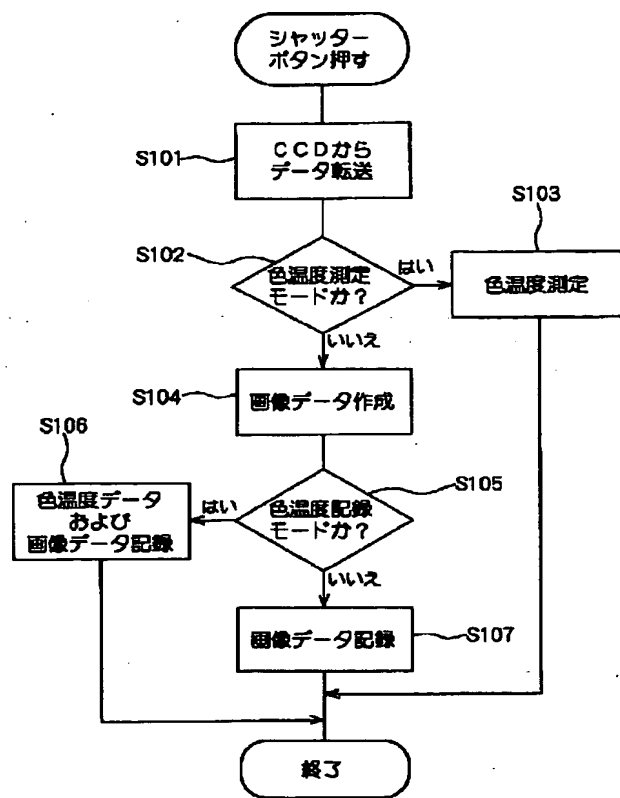 シャッター
ボタン押す
S101
CCDから
データ転送
S103
S102
色温度測定
モードか？
はい
色温度測定
いいえ
S104
画像データ作成
S106
S105
色温度データ
および
画像データ記録
はい
色温度記録
モードか？
いいえ
画像データ記録
S107
終了